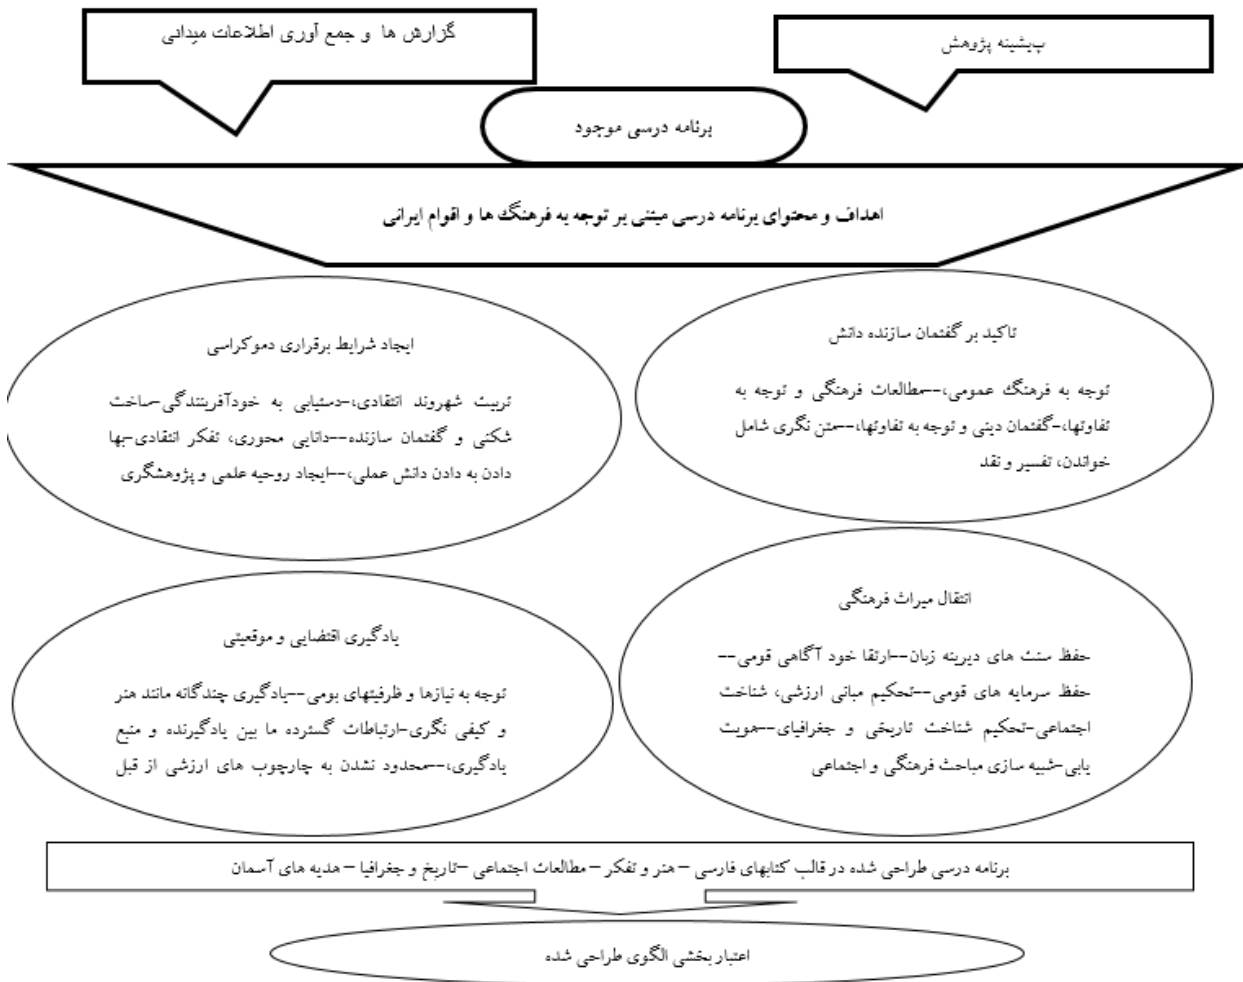 پیشینه پژوهش
گزارش ها و جمع آوری اطلاعات میدانی
برنامه درسی موجود
اهداف و محتوای برنامه درسی مبتنی بر توجه به فرهنگ ها و اقوام ایرانی
تاکید بر گفتمان سازنده دانش
توجه به فرهنگ عمومی،--مطالعات فرهنگی و توجه به
تفاوتها،-گفتمان دینی و توجه به تفاوتها،--متن نگری شامل
خواندن، تفسیر و نقد
ایجاد شرایط برقراری دموکراسی
تربیت شهروند انتقادی،-دستیابی به خودآفرینندگی-ساخت
شکنی و گفتمان سازنده--دانایی محوری، تفکر انتقادی-بها
دادن به دادن دانش عملی،--ایجاد روحیه علمی و پژوهشگری
انتقال میراث فرهنگی
حفظ سنت های دیرینه زبان--ارتقا خود آگاهی قومی--
حفظ سرمایه های قومی--تحکیم مبانی ارزشی، شناخت
اجتماعی-تحکیم شناخت تاریخی و جغرافیای--هویت
یابی-شبیه سازی مباحث فرهنگی و اجتماعی
یادگیری اقتضایی و موقعیتی
توجه به نیازها و ظرفیتهای بومی--یادگیری چندگانه مانند هنر
و کیفی نگری-ارتباطات گسترده ما بین یادگیرنده و منبع
یادگیری،--محدود نشدن به چارچوب های ارزشی از قبل
برنامه درسی طراحی شده در قالب کتابهای فارسی – هنر و تفکر – مطالعات اجتماعی –تاریخ و جغرافیا – هدیه های آسمان
اعتبار بخشی الگوی طراحی شده